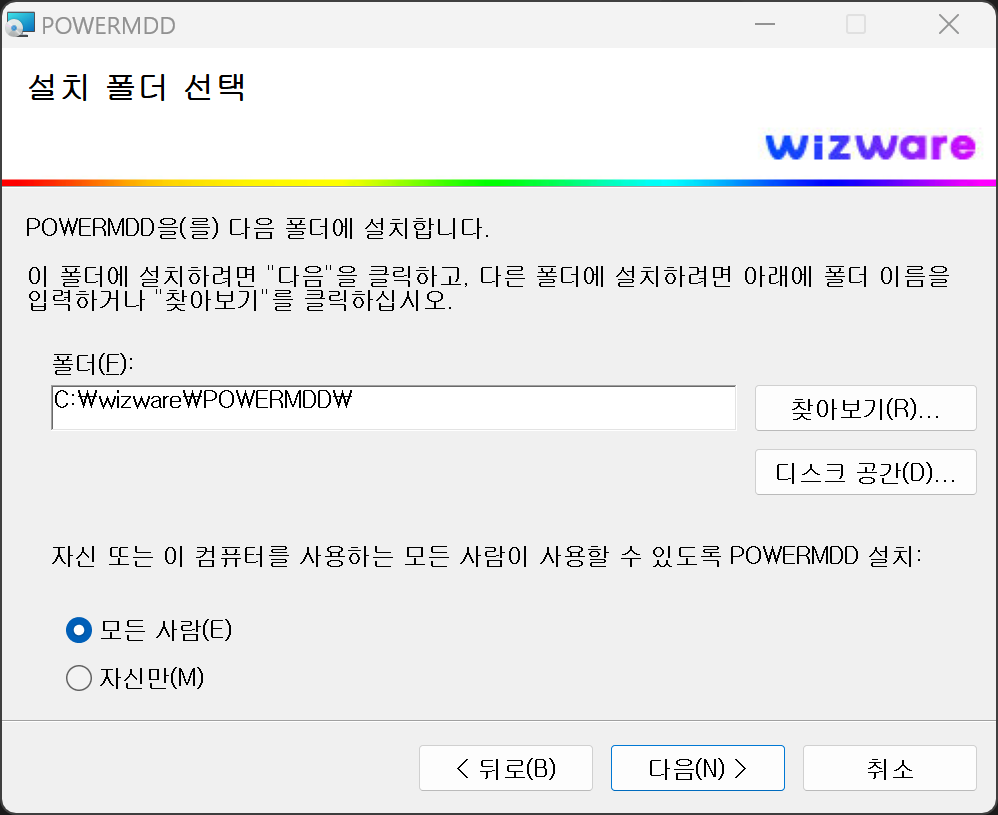 POWERMDD
설치 폴더 선택
wizware
POWERMDD을(를) 다음 폴더에 설치합니다.
이 폴더에 설치하려면 "다음"을 클릭하고, 다른 폴더에 설치하려면 아래에 폴더 이름을
입력하거나 "찾아보기"를 클릭하십시오.
폴더(F):
C:₩wizware₩POWERMDD₩
찾아보기(R)...
디스크 공간(D)...
자신 또는 이 컴퓨터를 사용하는 모든 사람이 사용할 수 있도록 POWERMDD 설치:
모든 사람(E)
자신만(M)
< 뒤로(B)
다음(N) >
취소